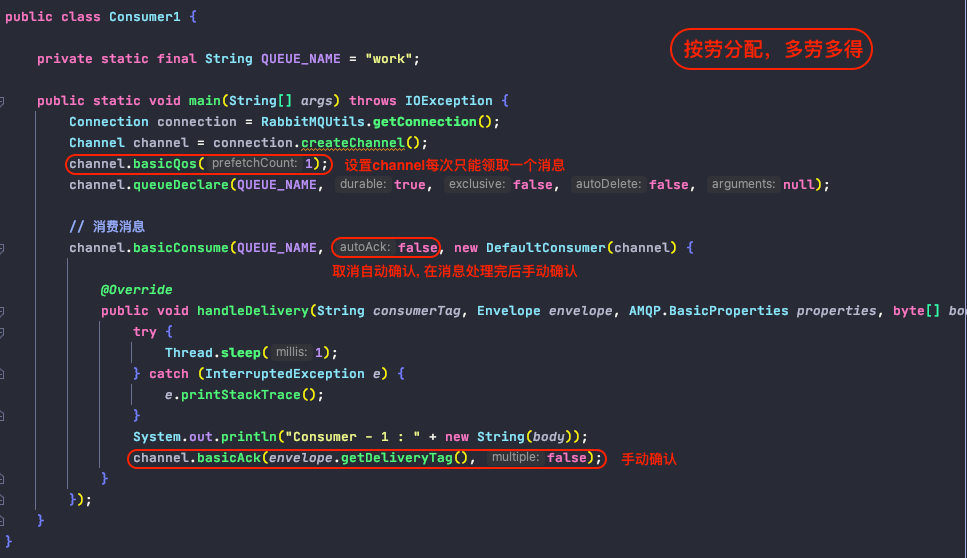 public class Consumer1 {
按劳分配，多劳多得
private static final String QUEUE_NAME = "work";
public static void main(String[] args) throws IOException {
Connection connection = RabbitMQUtils.getConnection();
Channel channel = connection.createChannel();
channel.basicQos( prefetchCount: 1); 设置channel每次只能领取一个消息
channel.queueDeclare(QUEUE_NAME, durable: true, exclusive: false, autoDelete: false, arguments: null);
// 消费消息
channel.basicConsume(QUEUE_NAME, autoAck: false, new DefaultConsumer(channel) {
取消自动确认, 在消息处理完后手动确认
@Override
public void handleDelivery(String consumerTag, Envelope envelope, AMQP.BasicProperties properties, byte[] bo
try {
Thread.sleep( millis: 1);
} catch (InterruptedException e) {
e.printStackTrace();
}
System.out.println("Consumer - 1 : " + new String(body));
channel.basicAck(envelope.getDeliveryTag(), multiple: false); 手动确认
}
});
}
}